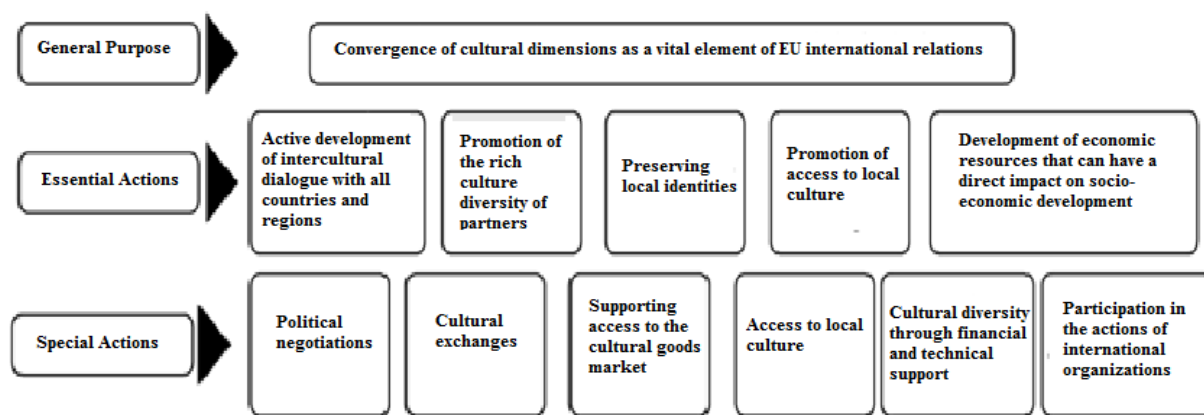 General Purpose
Convergence of cultural dimensions as a vital element of EU international relations
Essential Actions
Active development
of intercultural
dialogue with all
countries and
regions
Promotion of
the rich
culture
diversity of
partners
Preserving
local identities
Promotion of
access to local
culture
Development of economic
resources that can have a
direct impact on socio-
economic development
Special Actions
Political
negotiations
Cultural
exchanges
Supporting
access to the
cultural goods
market
Access to local
culture
Cultural diversity
through financial
and technical
support
Participation in
the actions of
international
organizations